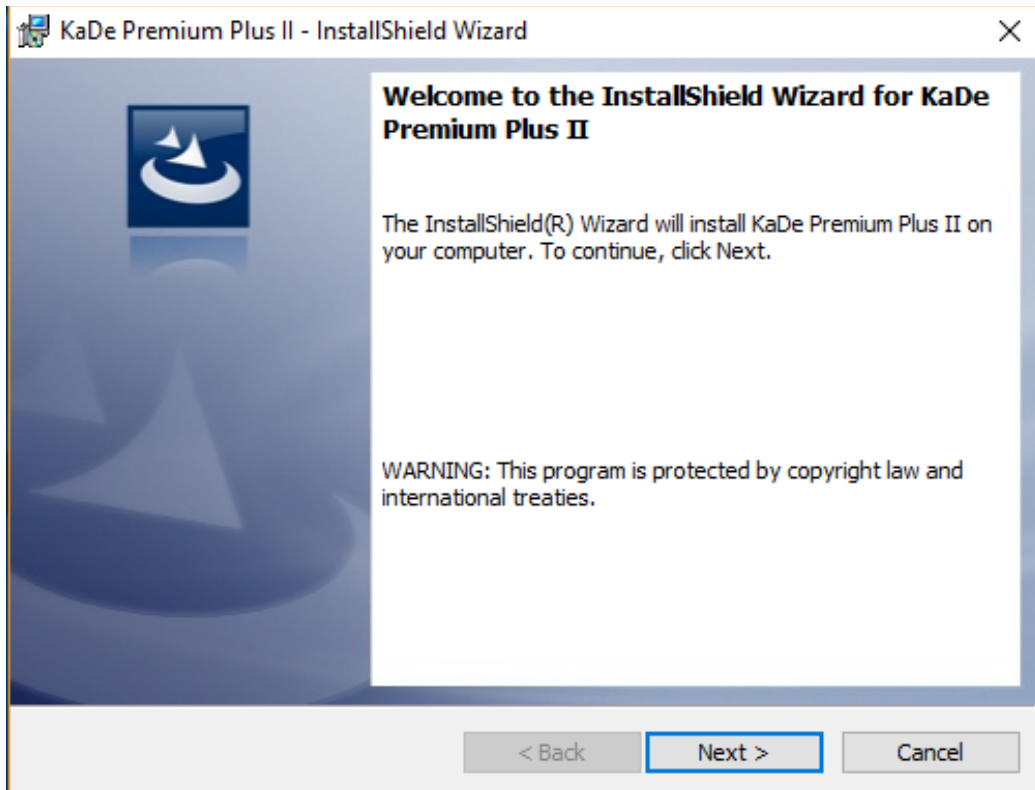 KaDe Premium Plus II - InstallShield Wizard
Welcome to the InstallShield Wizard for KaDe
Premium Plus II
The InstallShield(R) Wizard will install KaDe Premium Plus II on
your computer. To continue, click Next.
WARNING: This program is protected by copyright law and
international treaties.
< Back
Next >
Cancel